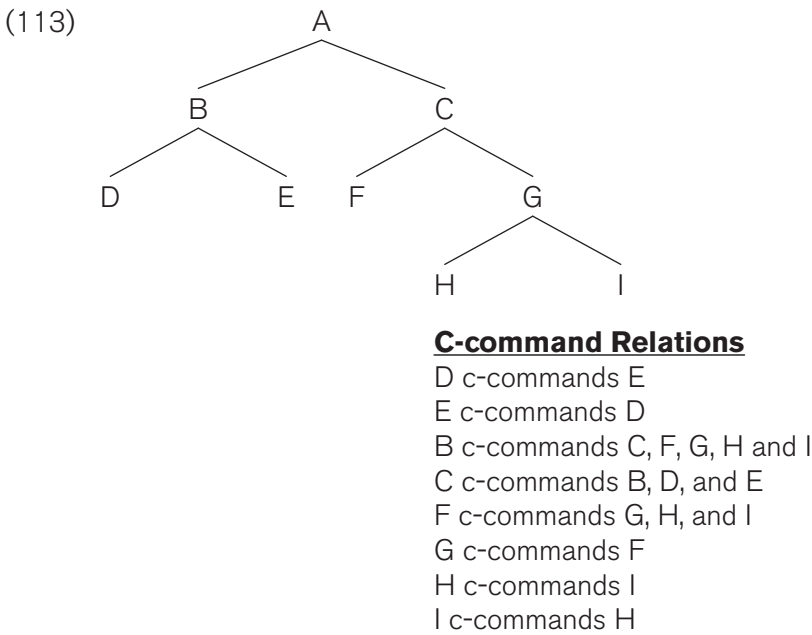 (113)
A
B C
D E F G
H I
C-command Relations
D c-commands E
E c-commands D
B c-commands C, F, G, H and I
C c-commands B, D, and E
F c-commands G, H, and I
G c-commands F
H c-commands I
I c-commands H